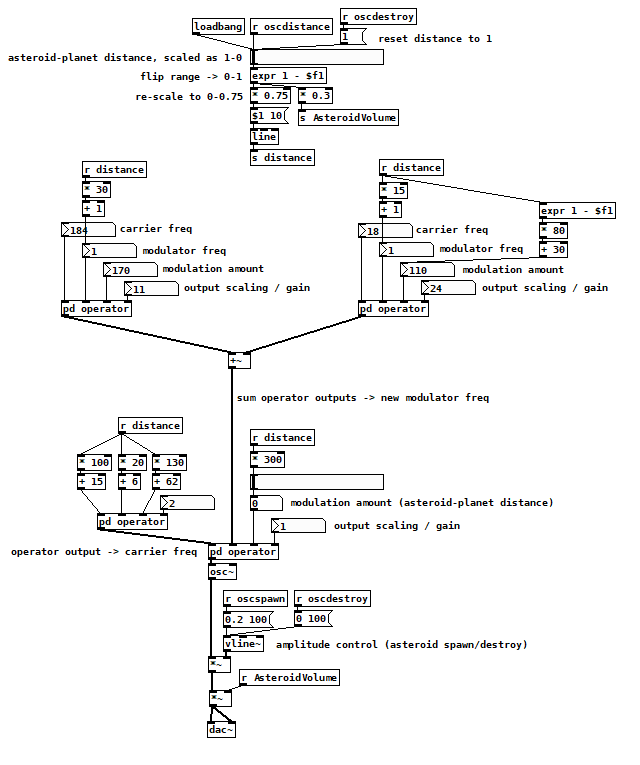 r oscdestroy
loadbang
r oscdistance
1
reset distance to 1
asteroid-planet distance, scaled as 1-0
flip range -> 0-1
expr 1 - $f1
re-scale to 0-0.75
* 0.75
* 0.3
$1 10
s AsteroidVolume
line
s distance
r distance
* 30
+ 1
184
carrier freq
1
modulator freq
170
modulation amount
11
output scaling / gain
pd operator
r distance
* 15
+ 1
expr 1 - $f1
* 80
+ 30
18
carrier freq
1
modulator freq
110
modulation amount
24
output scaling / gain
pd operator
+~
sum operator outputs -> new modulator freq
r distance
* 100
* 20
* 130
+ 15
+ 6
+ 62
2
pd operator
r distance
* 300
0
modulation amount (asteroid-planet distance)
1
output scaling / gain
operator output -> carrier freq
pd operator
osc~
r oscspawn
r oscdestroy
0.2 100
0 100
vline~
amplitude control (asteroid spawn/destroy)
*~
r AsteroidVolume
*~
dac~